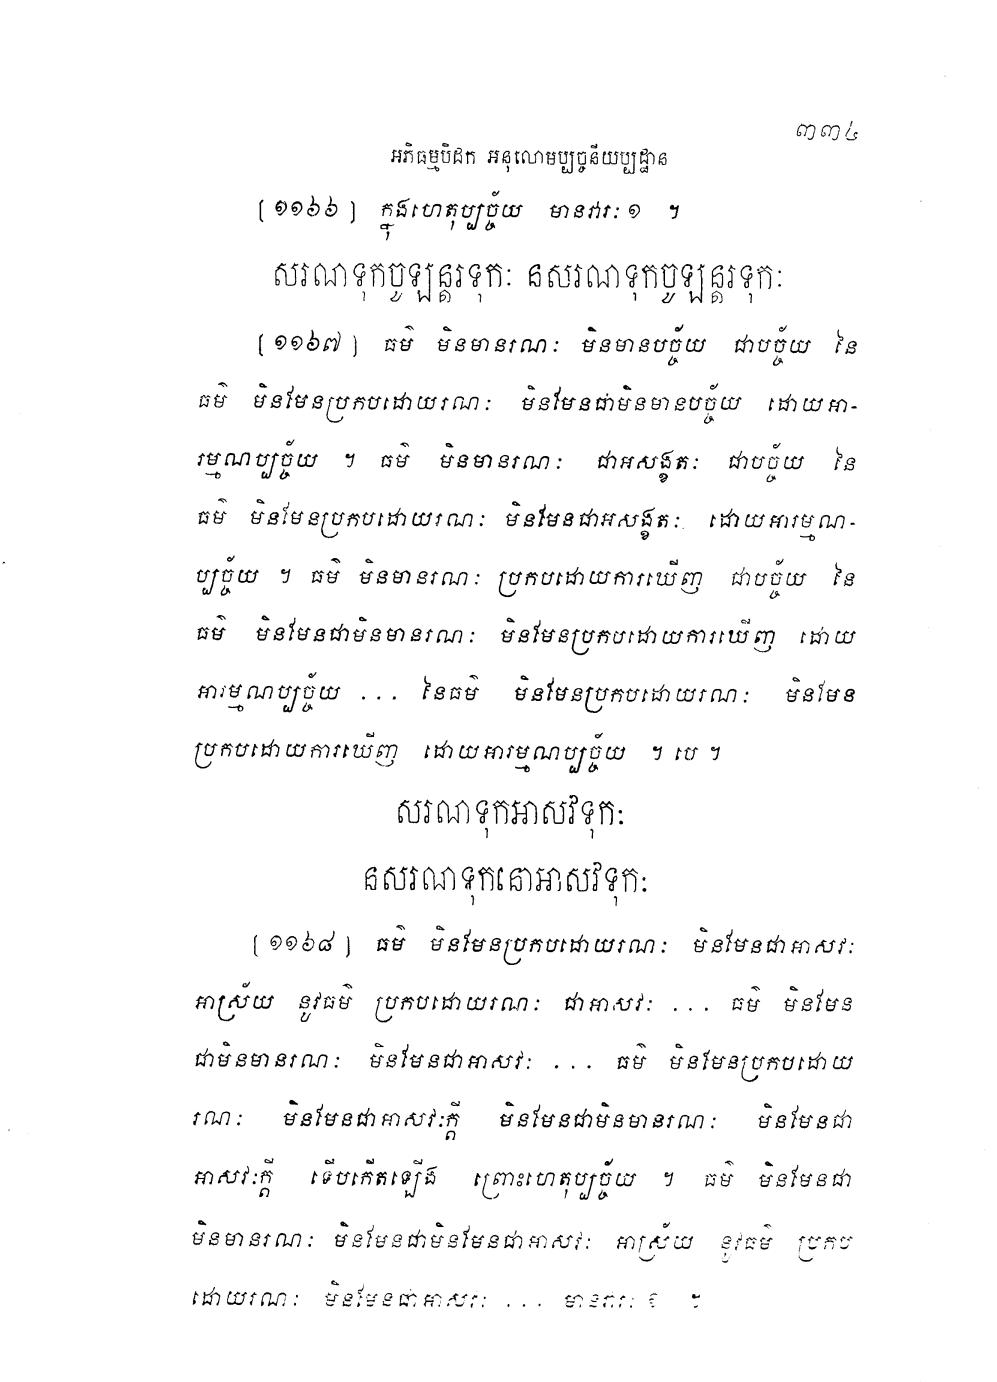 ៣៣៤
អភិធម្មបិដក អនុលោមប្បច្ចនីយប្បដ្ឋាន
[១១៦៦] ក្នុងហេតុប្បច្ច័យ មានវារៈ ១ ។
សរណទុកចូឡន្តរទុកៈ នសរណទុកចូឡន្តរទុកៈ
[១១៦៧] ធម៌ មិនមានរណៈ មិនមានបច្ច័យ ជាបច្ច័យ នៃ
ធម៌ មិនមែនប្រកបដោយរណៈ មិនមែនជាមិនមានបច្ច័យ ដោយអា-
រម្មណប្បច្ច័យ ។ ធម៌ មិនមានរណៈ ជាអសង្ខតៈ ជាបច្ច័យ នៃ
ធម៌ មិនមែនប្រកបដោយរណៈ មិនមែនជាអសង្ខតៈ ដោយអារម្មណ-
ប្បច្ច័យ ។ ធម៌ មិនមានរណៈ ប្រកបដោយការឃើញ ជាបច្ច័យ នៃ
ធម៌ មិនមែនជាមិនមានរណៈ មិនមែនប្រកបដោយការឃើញ ដោយ
អារម្មណប្បច្ច័យ ... នៃធម៌ មិនមែនប្រកបដោយរណៈ មិនមែន
ប្រកបដោយការឃើញ ដោយអារម្មណប្បច្ច័យ ។ បេ ។
សរណទុកអាសវទុកៈ
នសរណទុកនោអាសវទុកៈ
[១១៦៨] ធម៌ មិនមែនប្រកបដោយរណៈ មិនមែនជាអាសវៈ
អាស្រ័យ នូវធម៌ ប្រកបដោយរណៈ ជាអាសវៈ ... ធម៌ មិនមែន
ជាមិនមានរណៈ មិនមែនជាអាសវៈ ... ធម៌ មិនមែនប្រកបដោយ
រណៈ មិនមែនជាអាសវៈក្តី មិនមែនជាមិនមានរណៈ មិនមែនជា
អាសវៈក្តី ទើបកើតឡើង ព្រោះហេតុប្បច្ច័យ ។ ធម៌ មិនមែនជា
មិនមានរណៈ មិនមែនជាមិនមែនជាអាសវៈ អាស្រ័យ នូវធម៌ ប្រកប
ដោយរណៈ មិនមែនជាអាសវៈ ... មានវារៈ ។